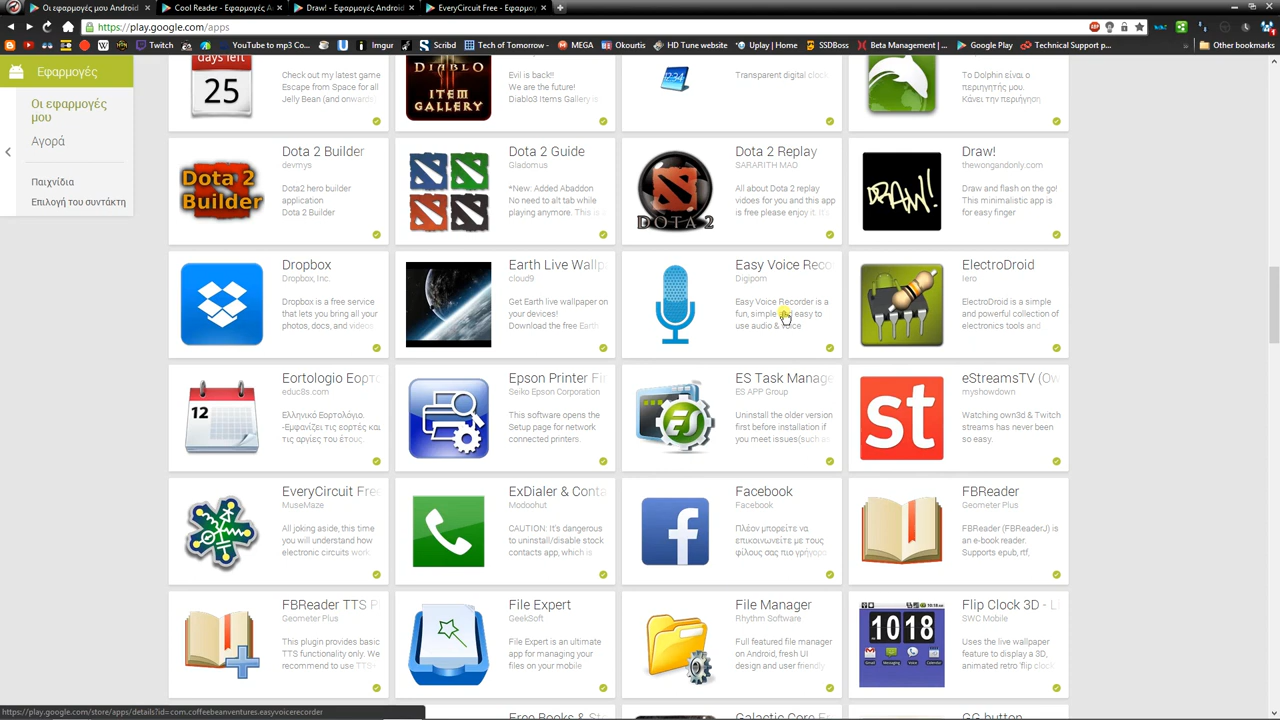 Οι εφαρμογές μου Android
Cool Reader - Εφαρμογές A
Draw! - Εφαρμογές Android
EveryCircuit Free - Εφαρμογ
https://play.google.com/apps
Twitch
YouTube to mp3 Co...
Imgur
Scribd
Tech of Tomorrow -
MEGA
Okourtis
HD Tune website
Uplay | Home
SSDBoss
Beta Management |...
Google Play
Technical Support p...
Other bookmarks
Εφαρμογές
Οι εφαρμογές
μου
Αγορά
Παιχνίδια
Επιλογή του συντάκτη
days left
25
Check out my latest game
Escape from Space for all
Jelly Bean (and onwards)
DIABLO
ITEM
GALLERY
Evil is back!!
We are the future!
Diablo3 Items Gallery is
Transparent digital clock
Το Dolphin είναι ο
περιηγητής μου.
Κάνει την περιήγηση
Dota 2
Builder
Dota 2 Builder
devmys
Dota2 hero builder
application
Dota 2 Builder
Dota 2 Guide
Gladomus
*New: Added Abaddon
No need to alt tab while
playing anymore. This is
DOTA 2
Dota 2 Replay
SARARITH MAO
All about Dota 2 replay
vidoes for you and this app
is free please enjoy it.
DRAW!
Draw!
thewongandonly.com
Draw and flash on the go!
This minimalistic app is
for easy finger
Dropbox
Dropbox, Inc.
Dropbox is a free service
that lets you bring all your
photos, docs, and videos
Earth Live Wallp
cloud9
Get Earth live wallpaper on
your devices!
Download the free Earth
Easy Voice Reco
Digipom
Easy Voice Recorder is a
fun, simple and easy to
use audio & voice
ElectroDroid
Iero
ElectroDroid is a simple
and powerful collection of
electronics tools and
12
Eortologio Εορτ
educ8s.com
Ελληνικό Εορτολόγιο.
-Εμφανίζει τις εορτές και
τις αργίες του έτους.
Epson Printer Fi
Seiko Epson Corporation
This software opens the
Setup page for network
connected printers.
ES Task Manage
ES APP Group
Uninstall the older version
first before installation if
you meet issues(such as
st
eStreamsTV (Ow
myshowdown
Watching own3d & Twitch
streams has never been
so easy.
EveryCircuit Free
MuseMaze
All joking aside, this time
you will understand how
electronic circuits work.
ExDialer & Conta
Modoohut
CAUTION: It's dangerous
to uninstall/disable stock
contacts app, which is
Facebook
Facebook
Πλέον μπορείτε να
επικοινωνείτε με τους
φίλους σας πιο γρήγορα
FBReader
Geometer Plus
FBReader (FBReaderJ) is
an e-book reader.
Supports epub, rtf,
FBReader TTS P
Geometer Plus
This plugin provides basic
TTS functionality only. We
recommend to use TTS+
File Expert
GeekSoft
File Expert is an ultimate
app for managing your
files on your mobile
File Manager
Rhythm Software
Full featured file manager
on Android, fresh UI
design and user friendly
10 18
Flip Clock 3D - L
SWC Mobile
Uses the live wallpaper
feature to display a 3D,
animated retro 'flip clock'
Free Books & St
Galactic Core F
GG button
https://play.google.com/store/apps/details?id=com.coffeebeanventures.easyvoicerecorder